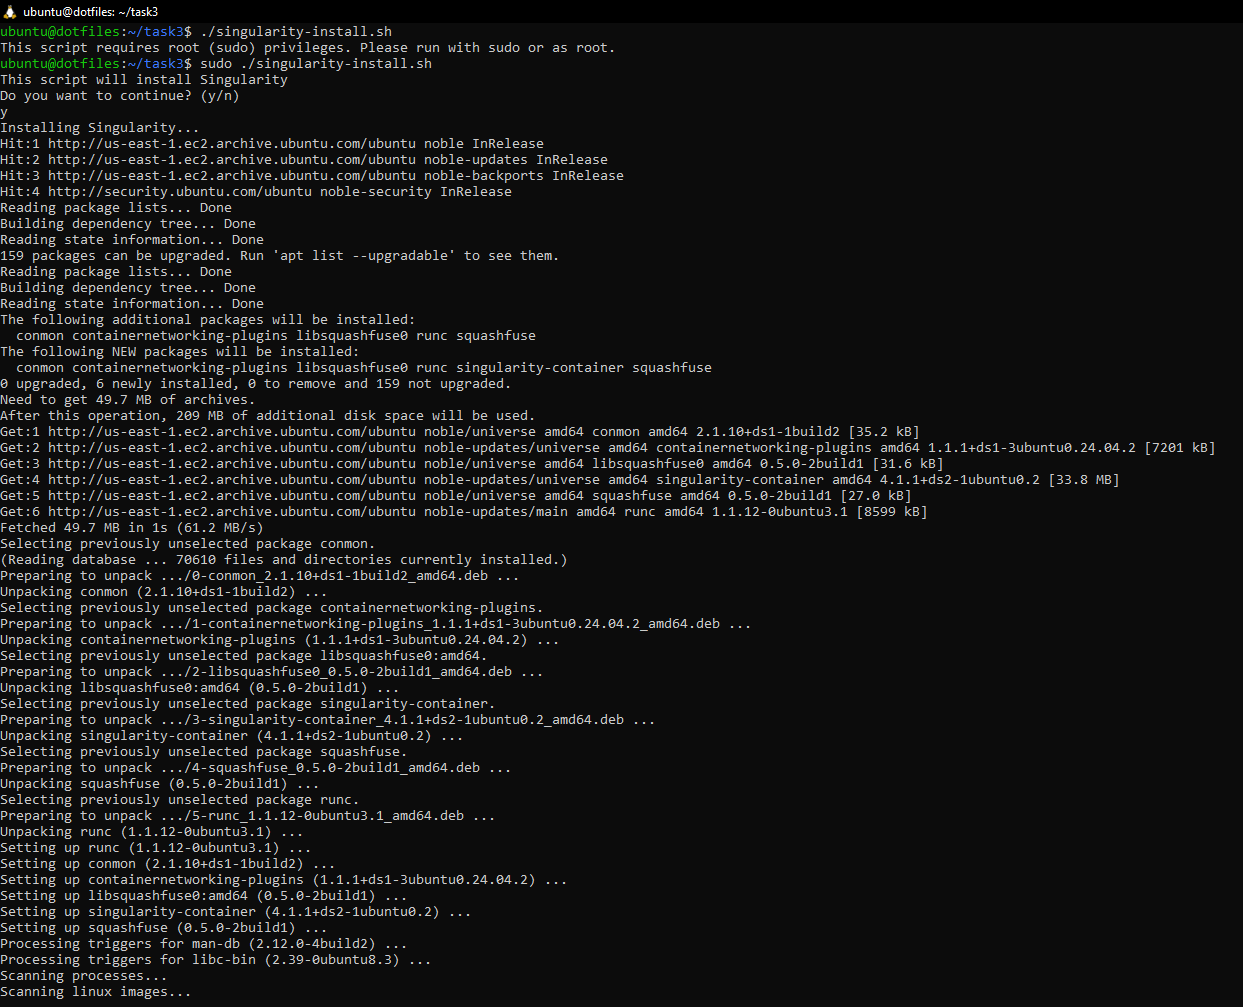 ubuntu@dotfiles: ~/task3
ubuntu@dotfiles:~/task3$ ./singularity-install.sh
This script requires root (sudo) privileges. Please run with sudo or as root.
ubuntu@dotfiles:~/task3$ sudo ./singularity-install.sh
This script will install Singularity
Do you want to continue? (y/n)
y
Installing Singularity...
Hit:1 http://us-east-1.ec2.archive.ubuntu.com/ubuntu noble InRelease
Hit:2 http://us-east-1.ec2.archive.ubuntu.com/ubuntu noble-updates InRelease
Hit:3 http://us-east-1.ec2.archive.ubuntu.com/ubuntu noble-backports InRelease
Hit:4 http://security.ubuntu.com/ubuntu noble-security InRelease
Reading package lists... Done
Building dependency tree... Done
Reading state information... Done
159 packages can be upgraded. Run 'apt list --upgradable' to see them.
Reading package lists... Done
Building dependency tree... Done
Reading state information... Done
The following additional packages will be installed:
  conmon containernetworking-plugins libsquashfuse0 runc squashfuse
The following NEW packages will be installed:
  conmon containernetworking-plugins libsquashfuse0 runc singularity-container squashfuse
0 upgraded, 6 newly installed, 0 to remove and 159 not upgraded.
Need to get 49.7 MB of archives.
After this operation, 209 MB of additional disk space will be used.
Get:1 http://us-east-1.ec2.archive.ubuntu.com/ubuntu noble/universe amd64 conmon amd64 2.1.10+ds1-1build2 [35.2 kB]
Get:2 http://us-east-1.ec2.archive.ubuntu.com/ubuntu noble-updates/universe amd64 containernetworking-plugins amd64 1.1.1+ds1-3ubuntu0.24.04.2 [7201 kB]
Get:3 http://us-east-1.ec2.archive.ubuntu.com/ubuntu noble/universe amd64 libsquashfuse0 amd64 0.5.0-2build1 [31.6 kB]
Get:4 http://us-east-1.ec2.archive.ubuntu.com/ubuntu noble-updates/universe amd64 singularity-container amd64 4.1.1+ds2-1ubuntu0.2 [33.8 MB]
Get:5 http://us-east-1.ec2.archive.ubuntu.com/ubuntu noble/universe amd64 squashfuse amd64 0.5.0-2build1 [27.0 kB]
Get:6 http://us-east-1.ec2.archive.ubuntu.com/ubuntu noble-updates/main amd64 runc amd64 1.1.12-0ubuntu3.1 [8599 kB]
Fetched 49.7 MB in 1s (61.2 MB/s)
Selecting previously unselected package conmon.
(Reading database ... 70610 files and directories currently installed.)
Preparing to unpack .../0-conmon_2.1.10+ds1-1build2_amd64.deb ...
Unpacking conmon (2.1.10+ds1-1build2) ...
Selecting previously unselected package containernetworking-plugins.
Preparing to unpack .../1-containernetworking-plugins_1.1.1+ds1-3ubuntu0.24.04.2_amd64.deb ...
Unpacking containernetworking-plugins (1.1.1+ds1-3ubuntu0.24.04.2) ...
Selecting previously unselected package libsquashfuse0:amd64.
Preparing to unpack .../2-libsquashfuse0_0.5.0-2build1_amd64.deb ...
Unpacking libsquashfuse0:amd64 (0.5.0-2build1) ...
Selecting previously unselected package singularity-container.
Preparing to unpack .../3-singularity-container_4.1.1+ds2-1ubuntu0.2_amd64.deb ...
Unpacking singularity-container (4.1.1+ds2-1ubuntu0.2) ...
Selecting previously unselected package squashfuse.
Preparing to unpack .../4-squashfuse_0.5.0-2build1_amd64.deb ...
Unpacking squashfuse (0.5.0-2build1) ...
Selecting previously unselected package runc.
Preparing to unpack .../5-runc_1.1.12-0ubuntu3.1_amd64.deb ...
Unpacking runc (1.1.12-0ubuntu3.1) ...
Setting up runc (1.1.12-0ubuntu3.1) ...
Setting up conmon (2.1.10+ds1-1build2) ...
Setting up containernetworking-plugins (1.1.1+ds1-3ubuntu0.24.04.2) ...
Setting up libsquashfuse0:amd64 (0.5.0-2build1) ...
Setting up singularity-container (4.1.1+ds2-1ubuntu0.2) ...
Setting up squashfuse (0.5.0-2build1) ...
Processing triggers for man-db (2.12.0-4build2) ...
Processing triggers for libc-bin (2.39-0ubuntu8.3) ...
Scanning processes...
Scanning linux images...